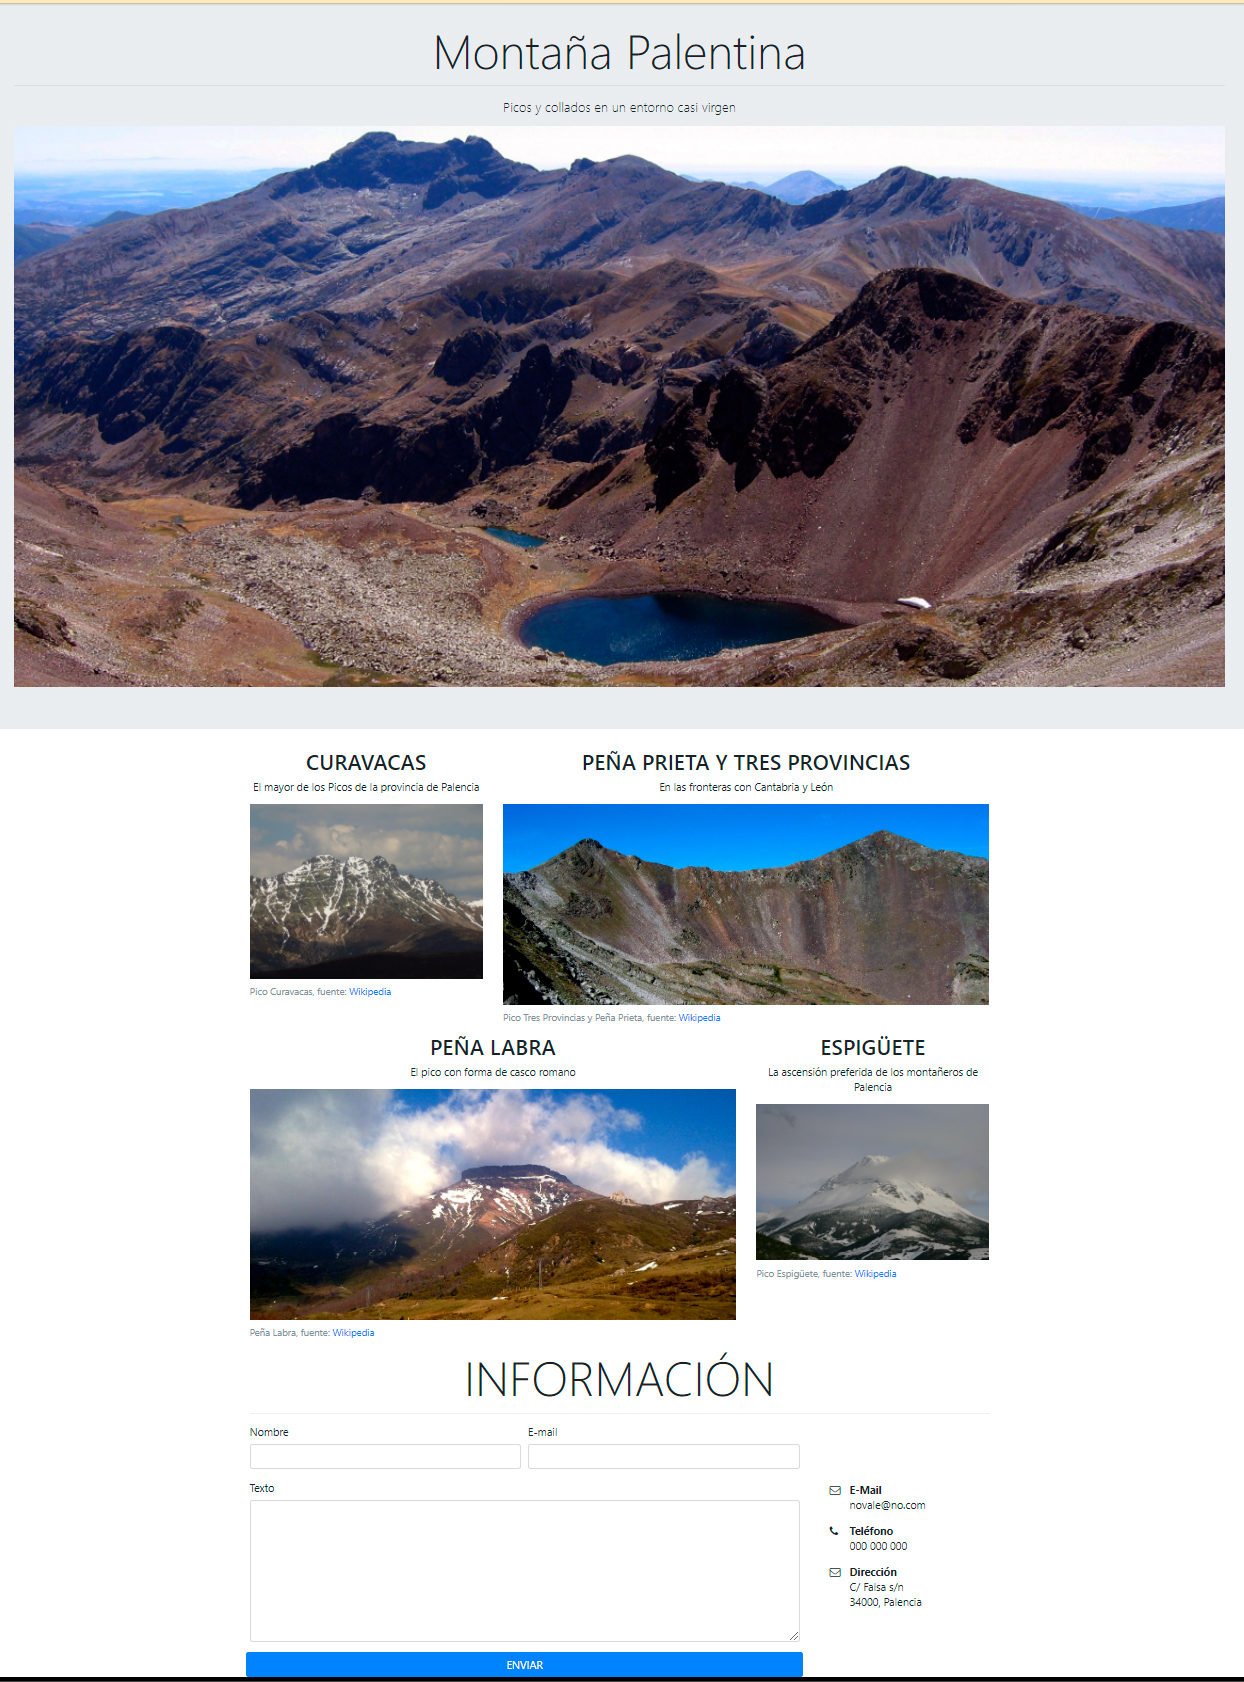 Montaña Palentina
Picos y collados en un entorno casi virgen
CURAVACAS
El mayor de los Picos de la provincia de Palencia
Pico Curavacas, fuente: Wikipedia
PEÑA PRIETA Y TRES PROVINCIAS
En las fronteras con Cantabria y León
Pico Tres Provincias y Peña Prieta, fuente: Wikipedia
PEÑA LABRA
El pico con forma de casco romano
Peña Labra, fuente: Wikipedia
ESPIGÜETE
La ascensión preferida de los montañeros de
Palencia
Pico Espigüete, fuente: Wikipedia
INFORMACIÓN
Nombre
E-mail
Texto
ENVIAR
E-Mail
novale@no.com
Teléfono
000 000 000
Dirección
C/ Falsa s/n
34000, Palencia